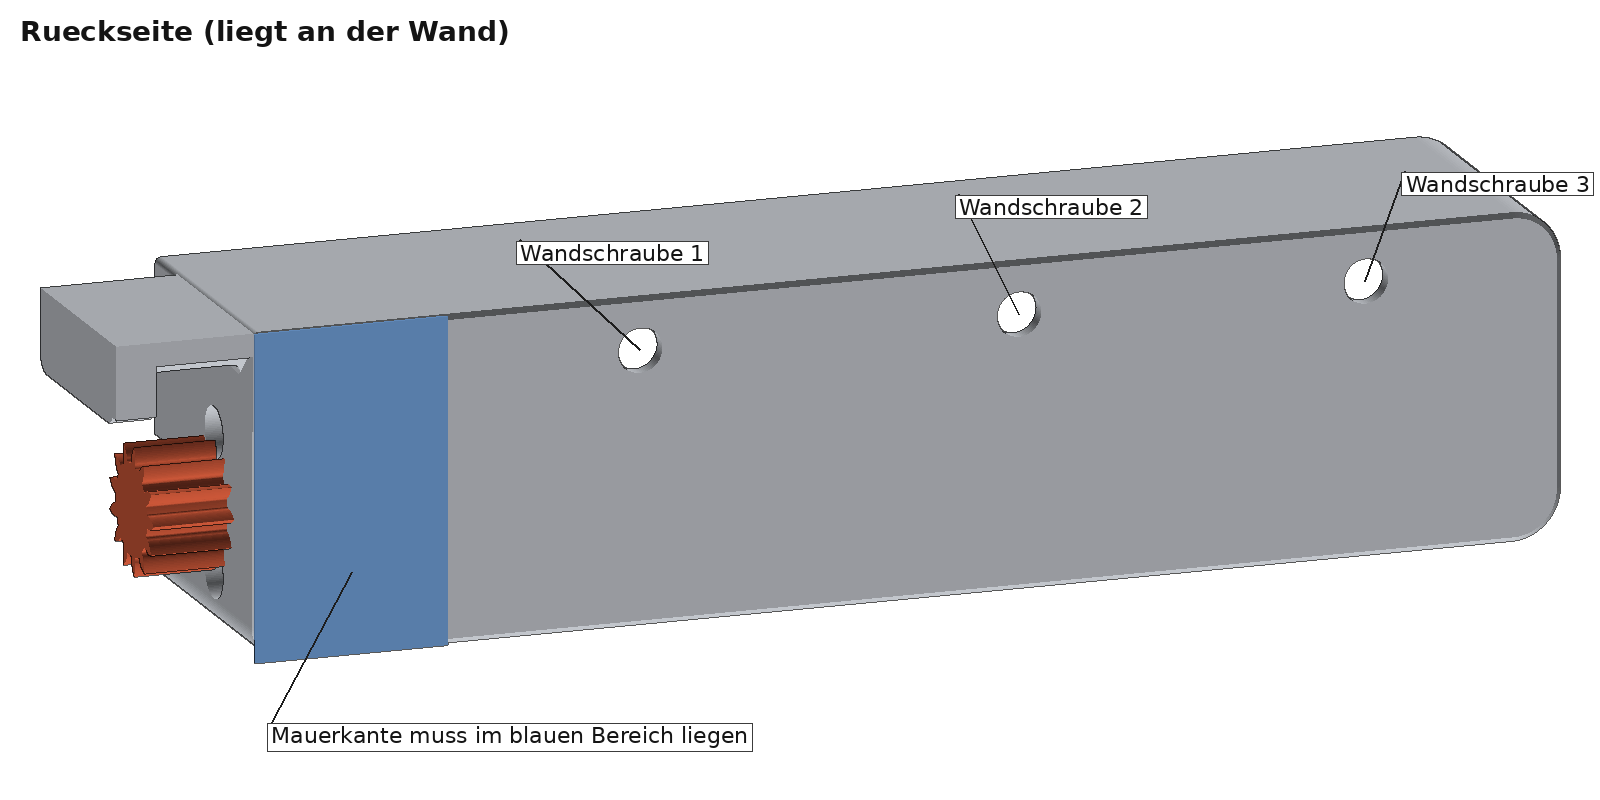 Rueckseite (liegt an der Wand)
Wandschraube 3
Wandschraube 2
Wandschraube 1
Mauerkante muss im blauen Bereich liegen